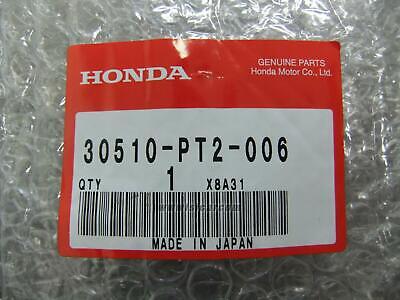 HONDA
GENUINE PARTS
Honda Motor Co., Ltd.
30510-PT2-006
QTY 1 X8A31
MADE IN JAPAN